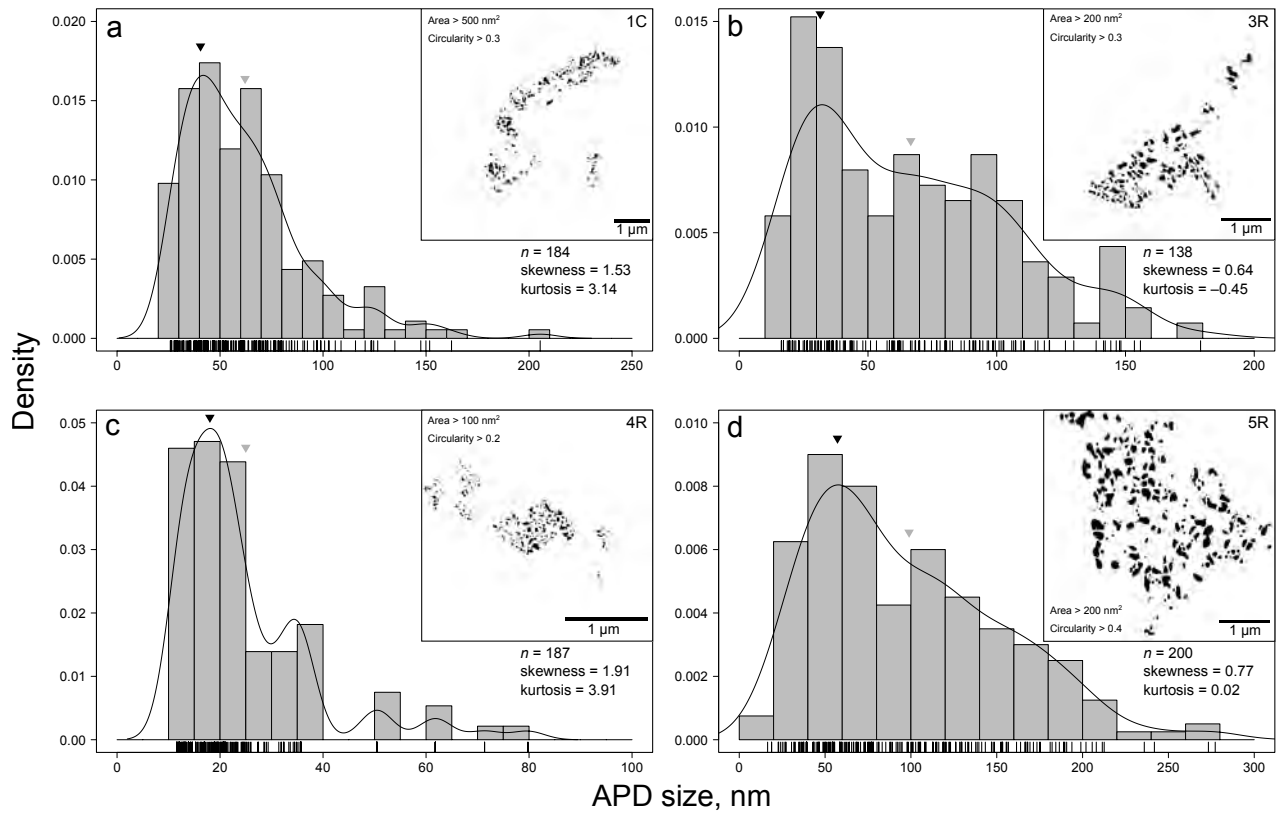 a
1C
Area > 500 nm²
Circularity > 0.3
1 µm
n = 184
skewness = 1.53
kurtosis = 3.14
0.020
0.015
0.010
0.005
0.000
0 50 100 150 200 250
b
3R
Area > 200 nm²
Circularity > 0.3
1 µm
n = 138
skewness = 0.64
kurtosis = –0.45
0.015
0.010
0.005
0.000
0 50 100 150 200
Density
c
4R
Area > 100 nm²
Circularity > 0.2
1 µm
n = 187
skewness = 1.91
kurtosis = 3.91
0.05
0.04
0.03
0.02
0.01
0.00
0 20 40 60 80 100
d
5R
Area > 200 nm²
Circularity > 0.4
1 µm
n = 200
skewness = 0.77
kurtosis = 0.02
0.010
0.008
0.006
0.004
0.002
0.000
0 50 100 150 200 250 300
APD size, nm